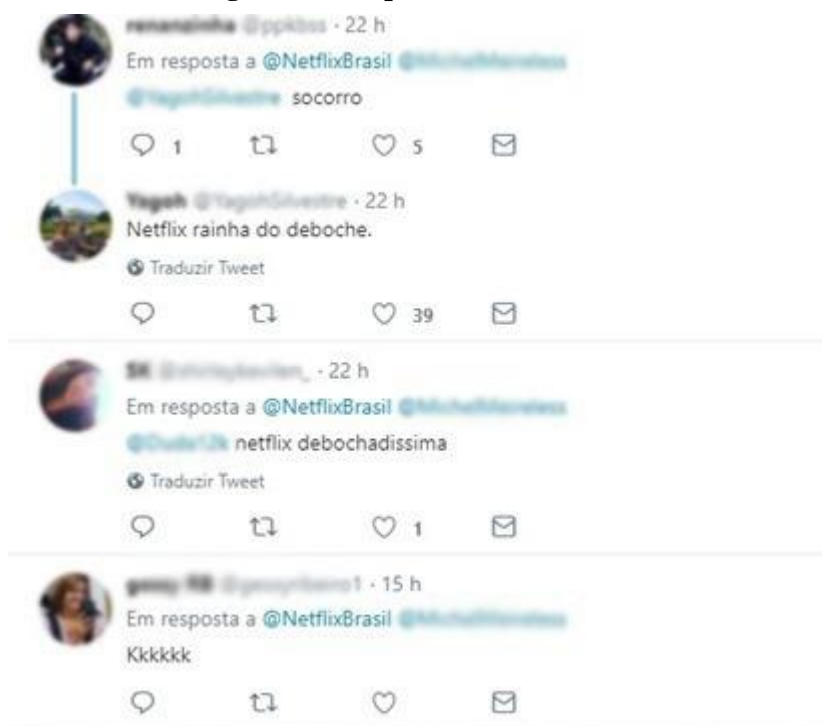 · 22 h
Em resposta a @NetflixBrasil
socorro
1 5
· 22 h
Netflix rainha do deboche.
Traduzir Tweet
39
· 22 h
Em resposta a @NetflixBrasil
netflix debochadissima
Traduzir Tweet
1
· 15 h
Em resposta a @NetflixBrasil
Kkkkkk